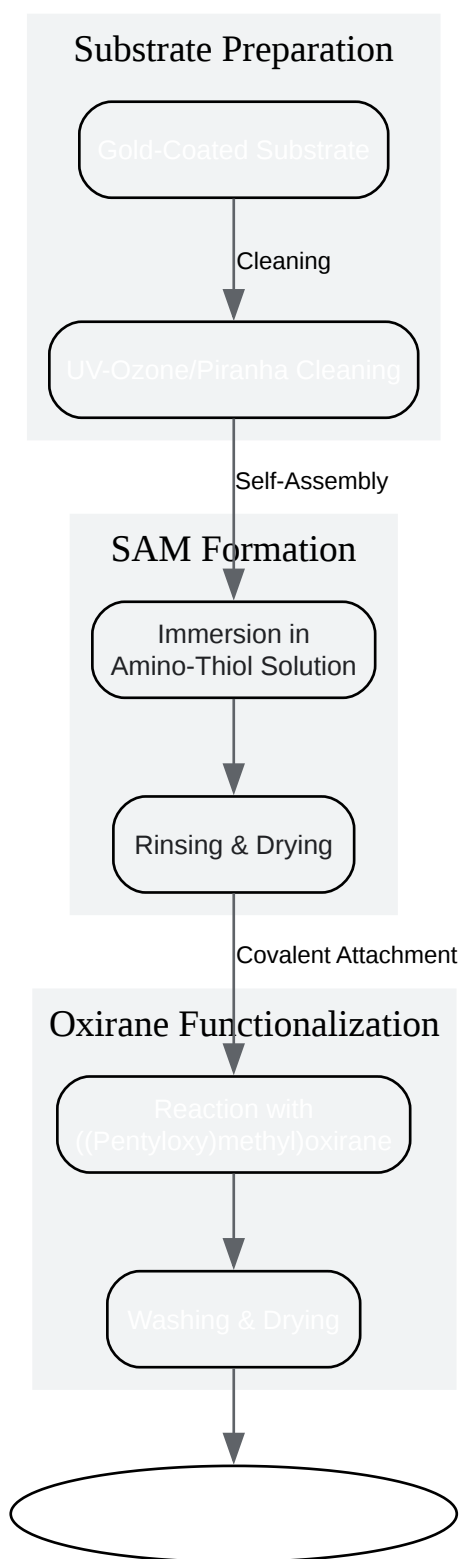 Substrate Preparation
Gold-Coated Substrate
Cleaning
UV-Ozone/Piranha Cleaning
Self-Assembly
SAM Formation
Immersion in
Amino-Thiol Solution
Rinsing & Drying
Covalent Attachment
Oxirane Functionalization
Reaction with
((Pentyloxy)methyl)oxirane
Washing & Drying